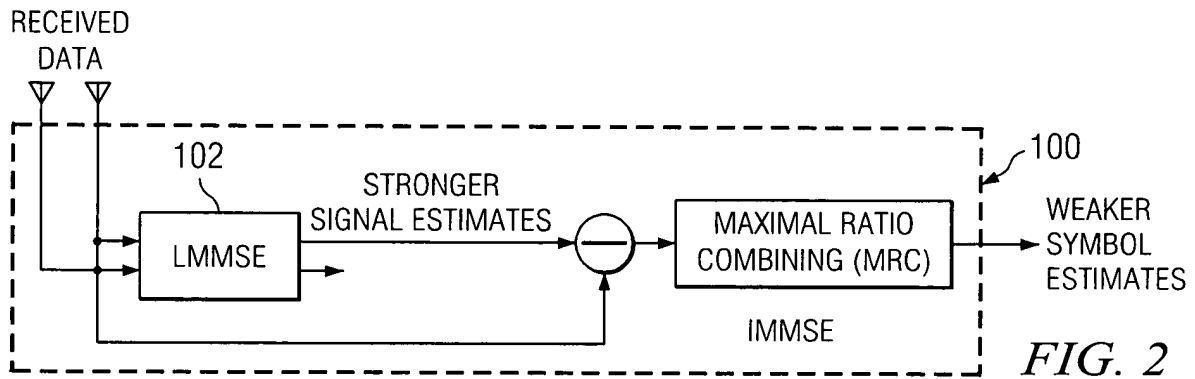 RECEIVED
DATA
102
STRONGER
SIGNAL ESTIMATES
LMMSE
MAXIMAL RATIO
COMBINING (MRC)
100
WEAKER
SYMBOL
ESTIMATES
IMMSE
FIG. 2